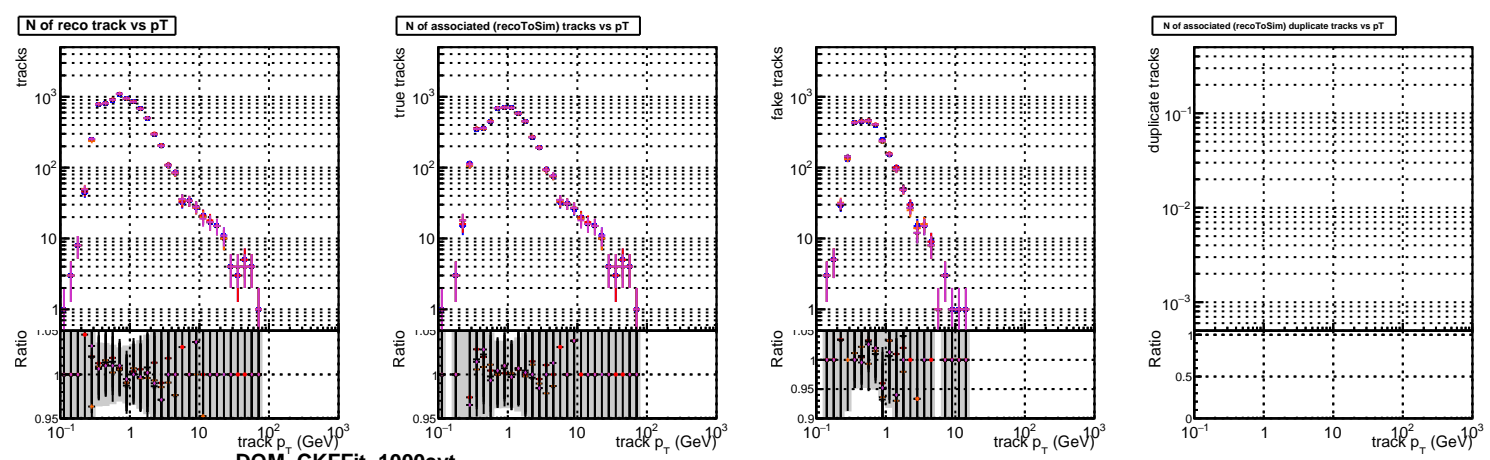 N of reco track vs pT
tracks
10³
10²
10
1
Ratio
1.05
1
0.95
10⁻¹ 1 10 10² 10³
track p_T (GeV)
N of associated (recoToSim) tracks vs pT
true tracks
10³
10²
10
1
Ratio
1.05
1
0.95
10⁻¹ 1 10 10² 10³
track p_T (GeV)
fake tracks
10³
10²
10
1
Ratio
1
0.95
0.9
10⁻¹ 1 10 10² 10³
track p_T (GeV)
N of associated (recoToSim) duplicate tracks vs pT
duplicate tracks
10⁻¹
10⁻²
10⁻³
Ratio
1
0.5
0
10⁻¹ 1 10 10² 10³
track p_T (GeV)